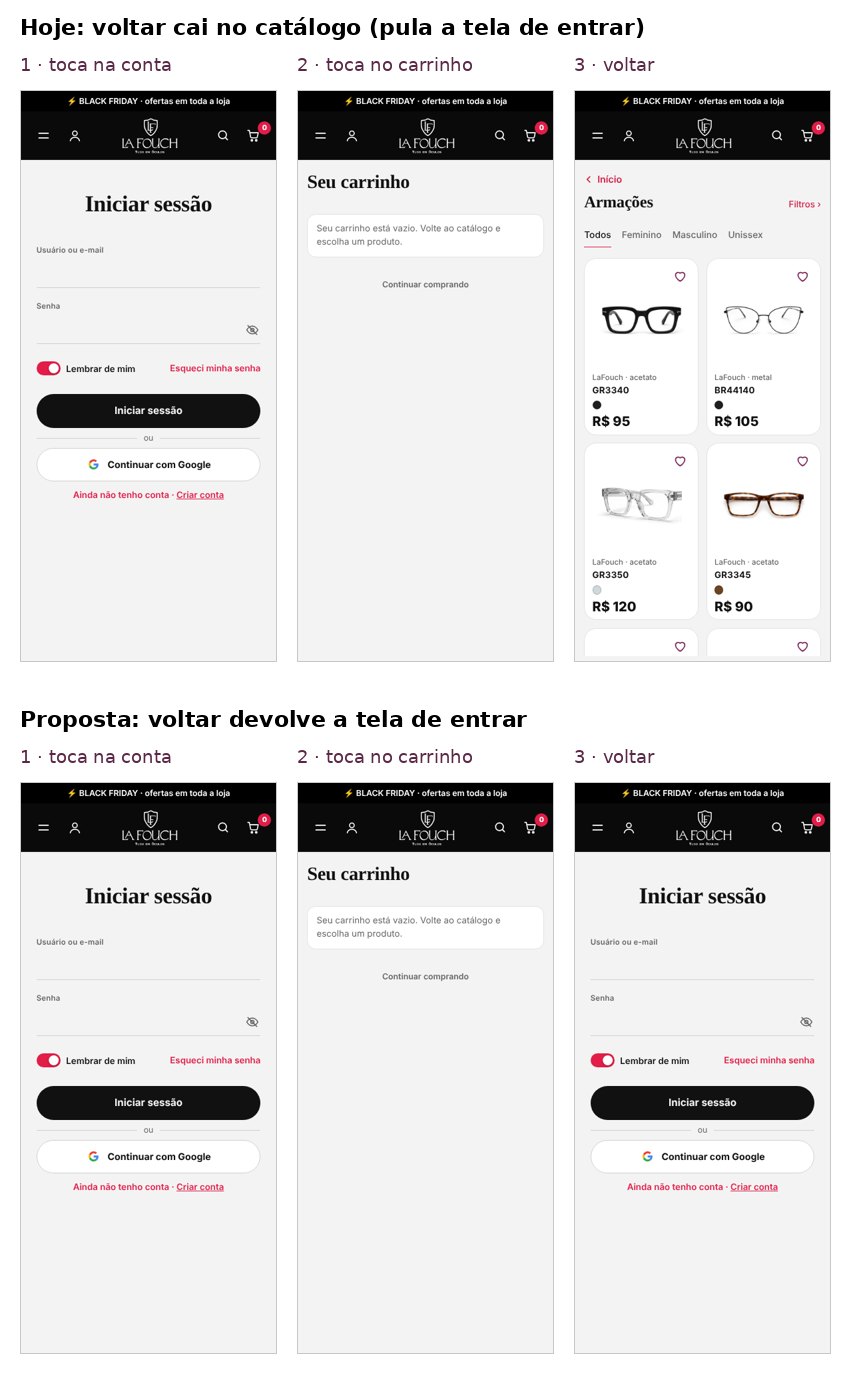 Hoje: voltar cai no catálogo (pula a tela de entrar)
1 · toca na conta
⚡ BLACK FRIDAY · ofertas em toda a loja
0
LA FOUCH
Iniciar sessão
Usuário ou e-mail
Senha
Lembrar de mim
Esqueci minha senha
Iniciar sessão
ou
Continuar com Google
Ainda não tenho conta · Criar conta
2 · toca no carrinho
⚡ BLACK FRIDAY · ofertas em toda a loja
0
LA FOUCH
Seu carrinho
Seu carrinho está vazio. Volte ao catálogo e
escolha um produto.
Continuar comprando
3 · voltar
⚡ BLACK FRIDAY · ofertas em toda a loja
0
LA FOUCH
Início
Armações
Filtros ›
Todos Feminino Masculino Unissex
LaFouch · acetato
GR3340
R$ 95
LaFouch · metal
BR44140
R$ 105
LaFouch · acetato
GR3350
R$ 120
LaFouch · acetato
GR3345
R$ 90
Proposta: voltar devolve a tela de entrar
1 · toca na conta
⚡ BLACK FRIDAY · ofertas em toda a loja
0
LA FOUCH
Iniciar sessão
Usuário ou e-mail
Senha
Lembrar de mim
Esqueci minha senha
Iniciar sessão
ou
Continuar com Google
Ainda não tenho conta · Criar conta
2 · toca no carrinho
⚡ BLACK FRIDAY · ofertas em toda a loja
0
LA FOUCH
Seu carrinho
Seu carrinho está vazio. Volte ao catálogo e
escolha um produto.
Continuar comprando
3 · voltar
⚡ BLACK FRIDAY · ofertas em toda a loja
0
LA FOUCH
Iniciar sessão
Usuário ou e-mail
Senha
Lembrar de mim
Esqueci minha senha
Iniciar sessão
ou
Continuar com Google
Ainda não tenho conta · Criar conta